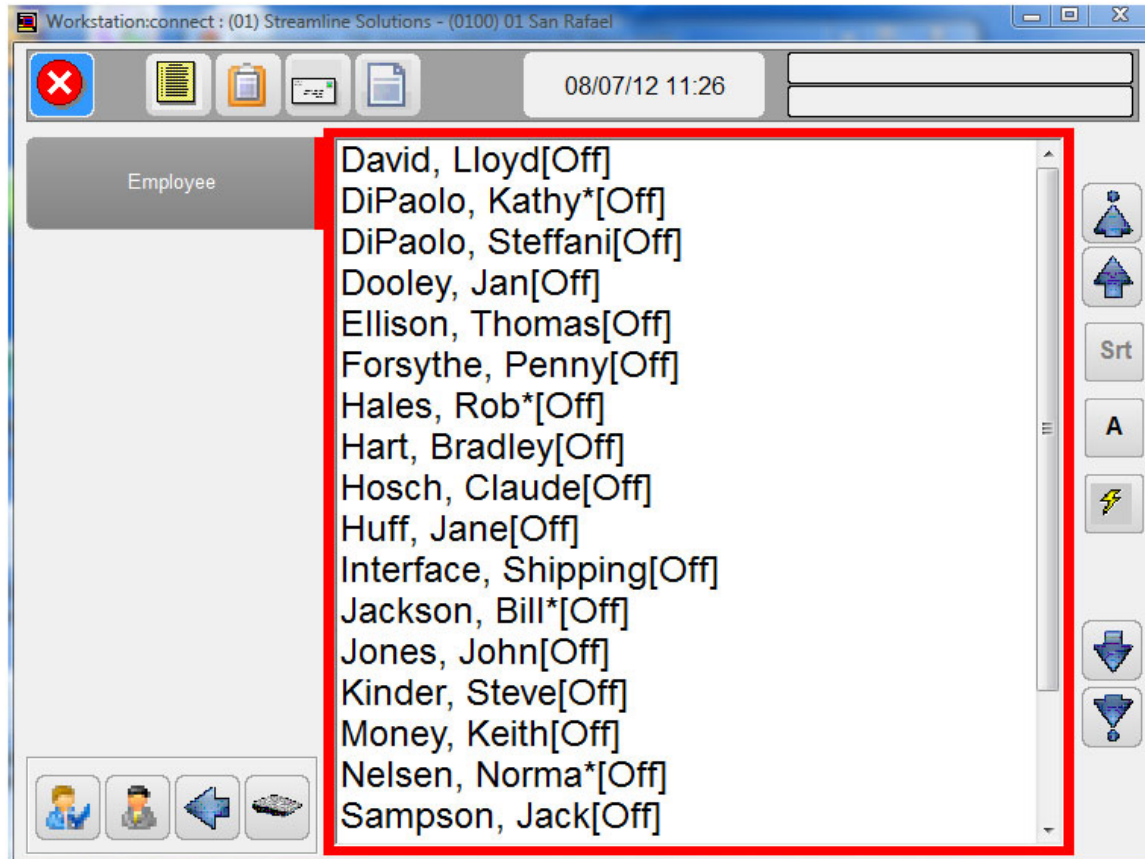 Workstation:connect : (01) Streamline Solutions - (0100) 01 San Rafael
08/07/12 11:26
Employee
David, Lloyd[Off]
DiPaolo, Kathy*[Off]
DiPaolo, Steffani[Off]
Dooley, Jan[Off]
Ellison, Thomas[Off]
Forsythe, Penny[Off]
Hales, Rob*[Off]
Hart, Bradley[Off]
Hosch, Claude[Off]
Huff, Jane[Off]
Interface, Shipping[Off]
Jackson, Bill*[Off]
Jones, John[Off]
Kinder, Steve[Off]
Money, Keith[Off]
Nelsen, Norma*[Off]
Sampson, Jack[Off]
Srt
A